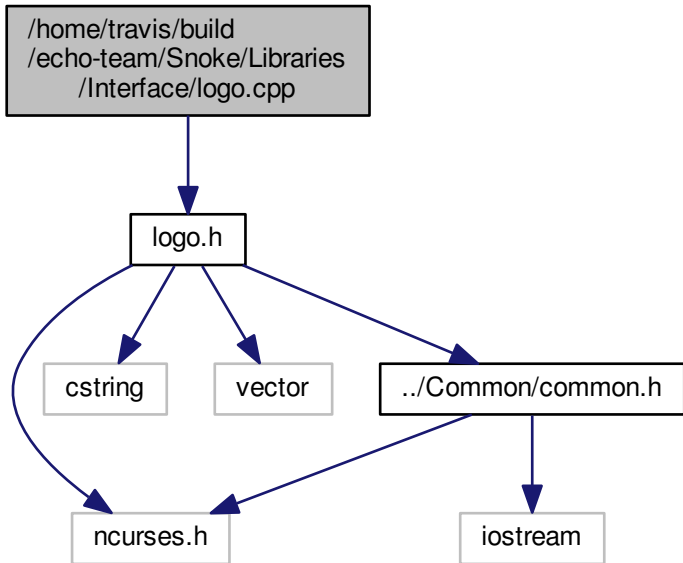 /home/travis/build
/echo-team/Snoke/Libraries
/Interface/logo.cpp
logo.h
cstring
vector
../Common/common.h
ncurses.h
iostream